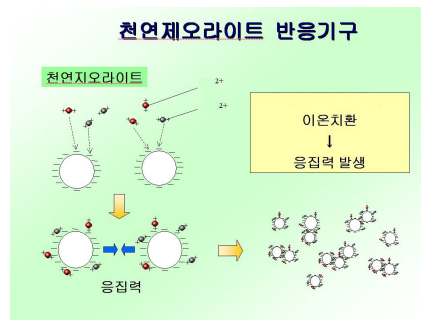 천연제오라이트 반응기구
천연지오라이트
2+
2+
이온치환
↓
응집력 발생
응집력